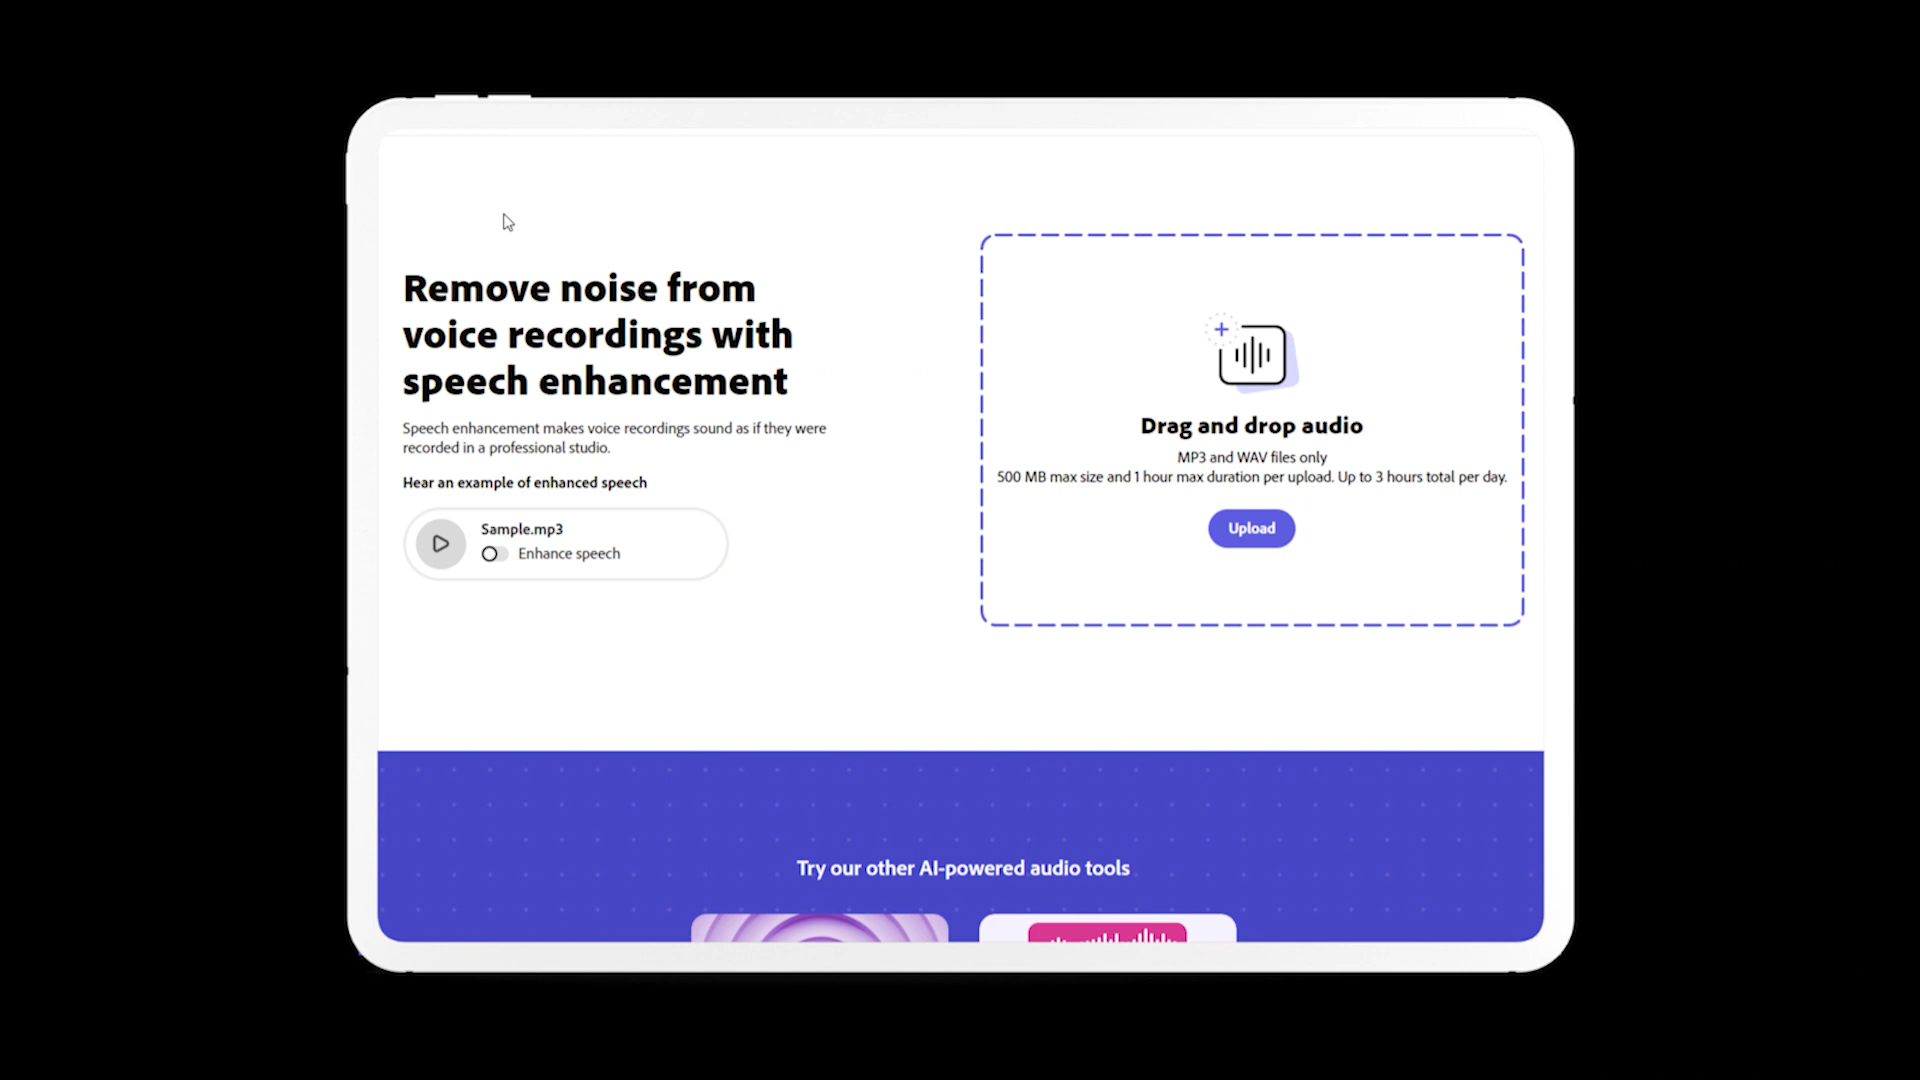 Remove noise from
voice recordings with
speech enhancement
Speech enhancement makes voice recordings sound as if they were
recorded in a professional studio.
Hear an example of enhanced speech
Sample.mp3
Enhance speech
Drag and drop audio
MP3 and WAV files only
500 MB max size and 1 hour max duration per upload. Up to 3 hours total per day.
Upload
Try our other AI-powered audio tools